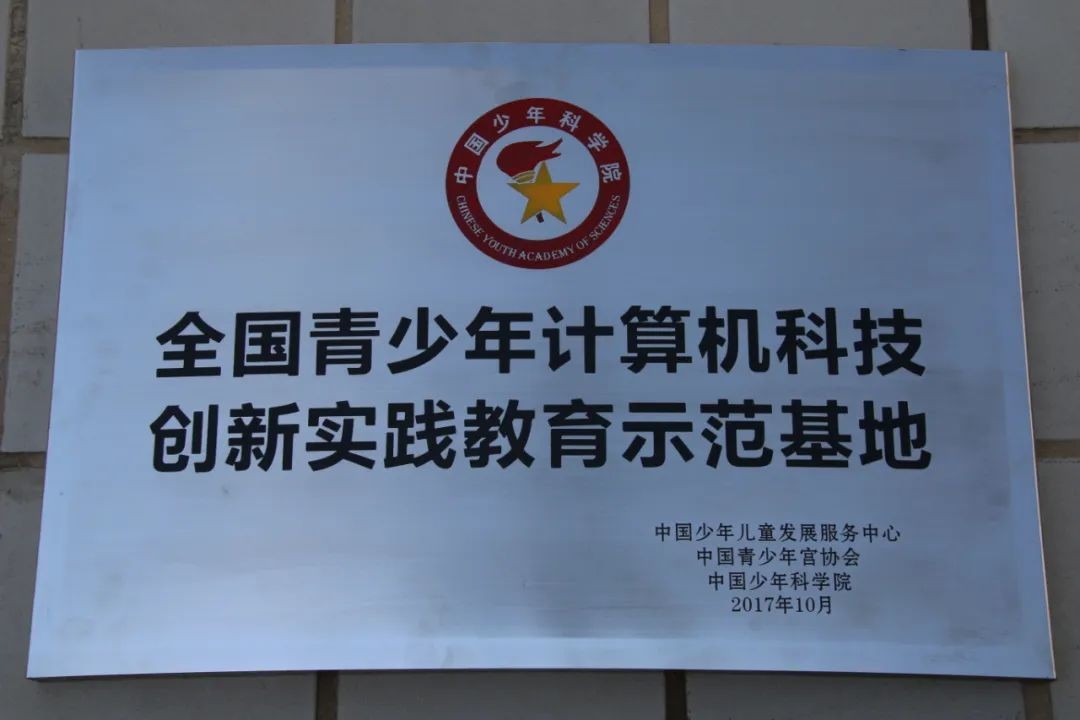 中国少年科学院
CHINESE YOUTH ACADEMY OF SCIENCES
全国青少年计算机科技
创新实践教育示范基地
中国少年儿童发展服务中心
中国青少年宫协会
中国少年科学院
2017年10月